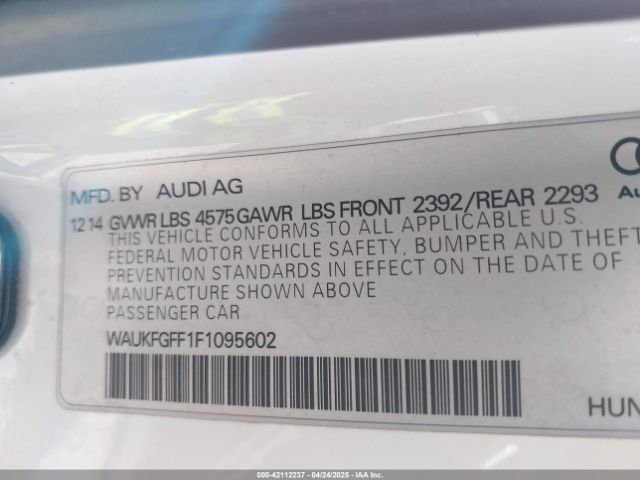 MFD. BY AUDI AG
12 14 GVWR LBS 4575 GAWR LBS FRONT 2392/REAR 2293
THIS VEHICLE CONFORMS TO ALL APPLICABLE U.S.
FEDERAL MOTOR VEHICLE SAFETY, BUMPER AND THEFT
PREVENTION STANDARDS IN EFFECT ON THE DATE OF
MANUFACTURE SHOWN ABOVE
PASSENGER CAR
WAUKFGFF1F1095602
Au
HUN
000-42112237 - 04/24/2025 - IAAI Inc.